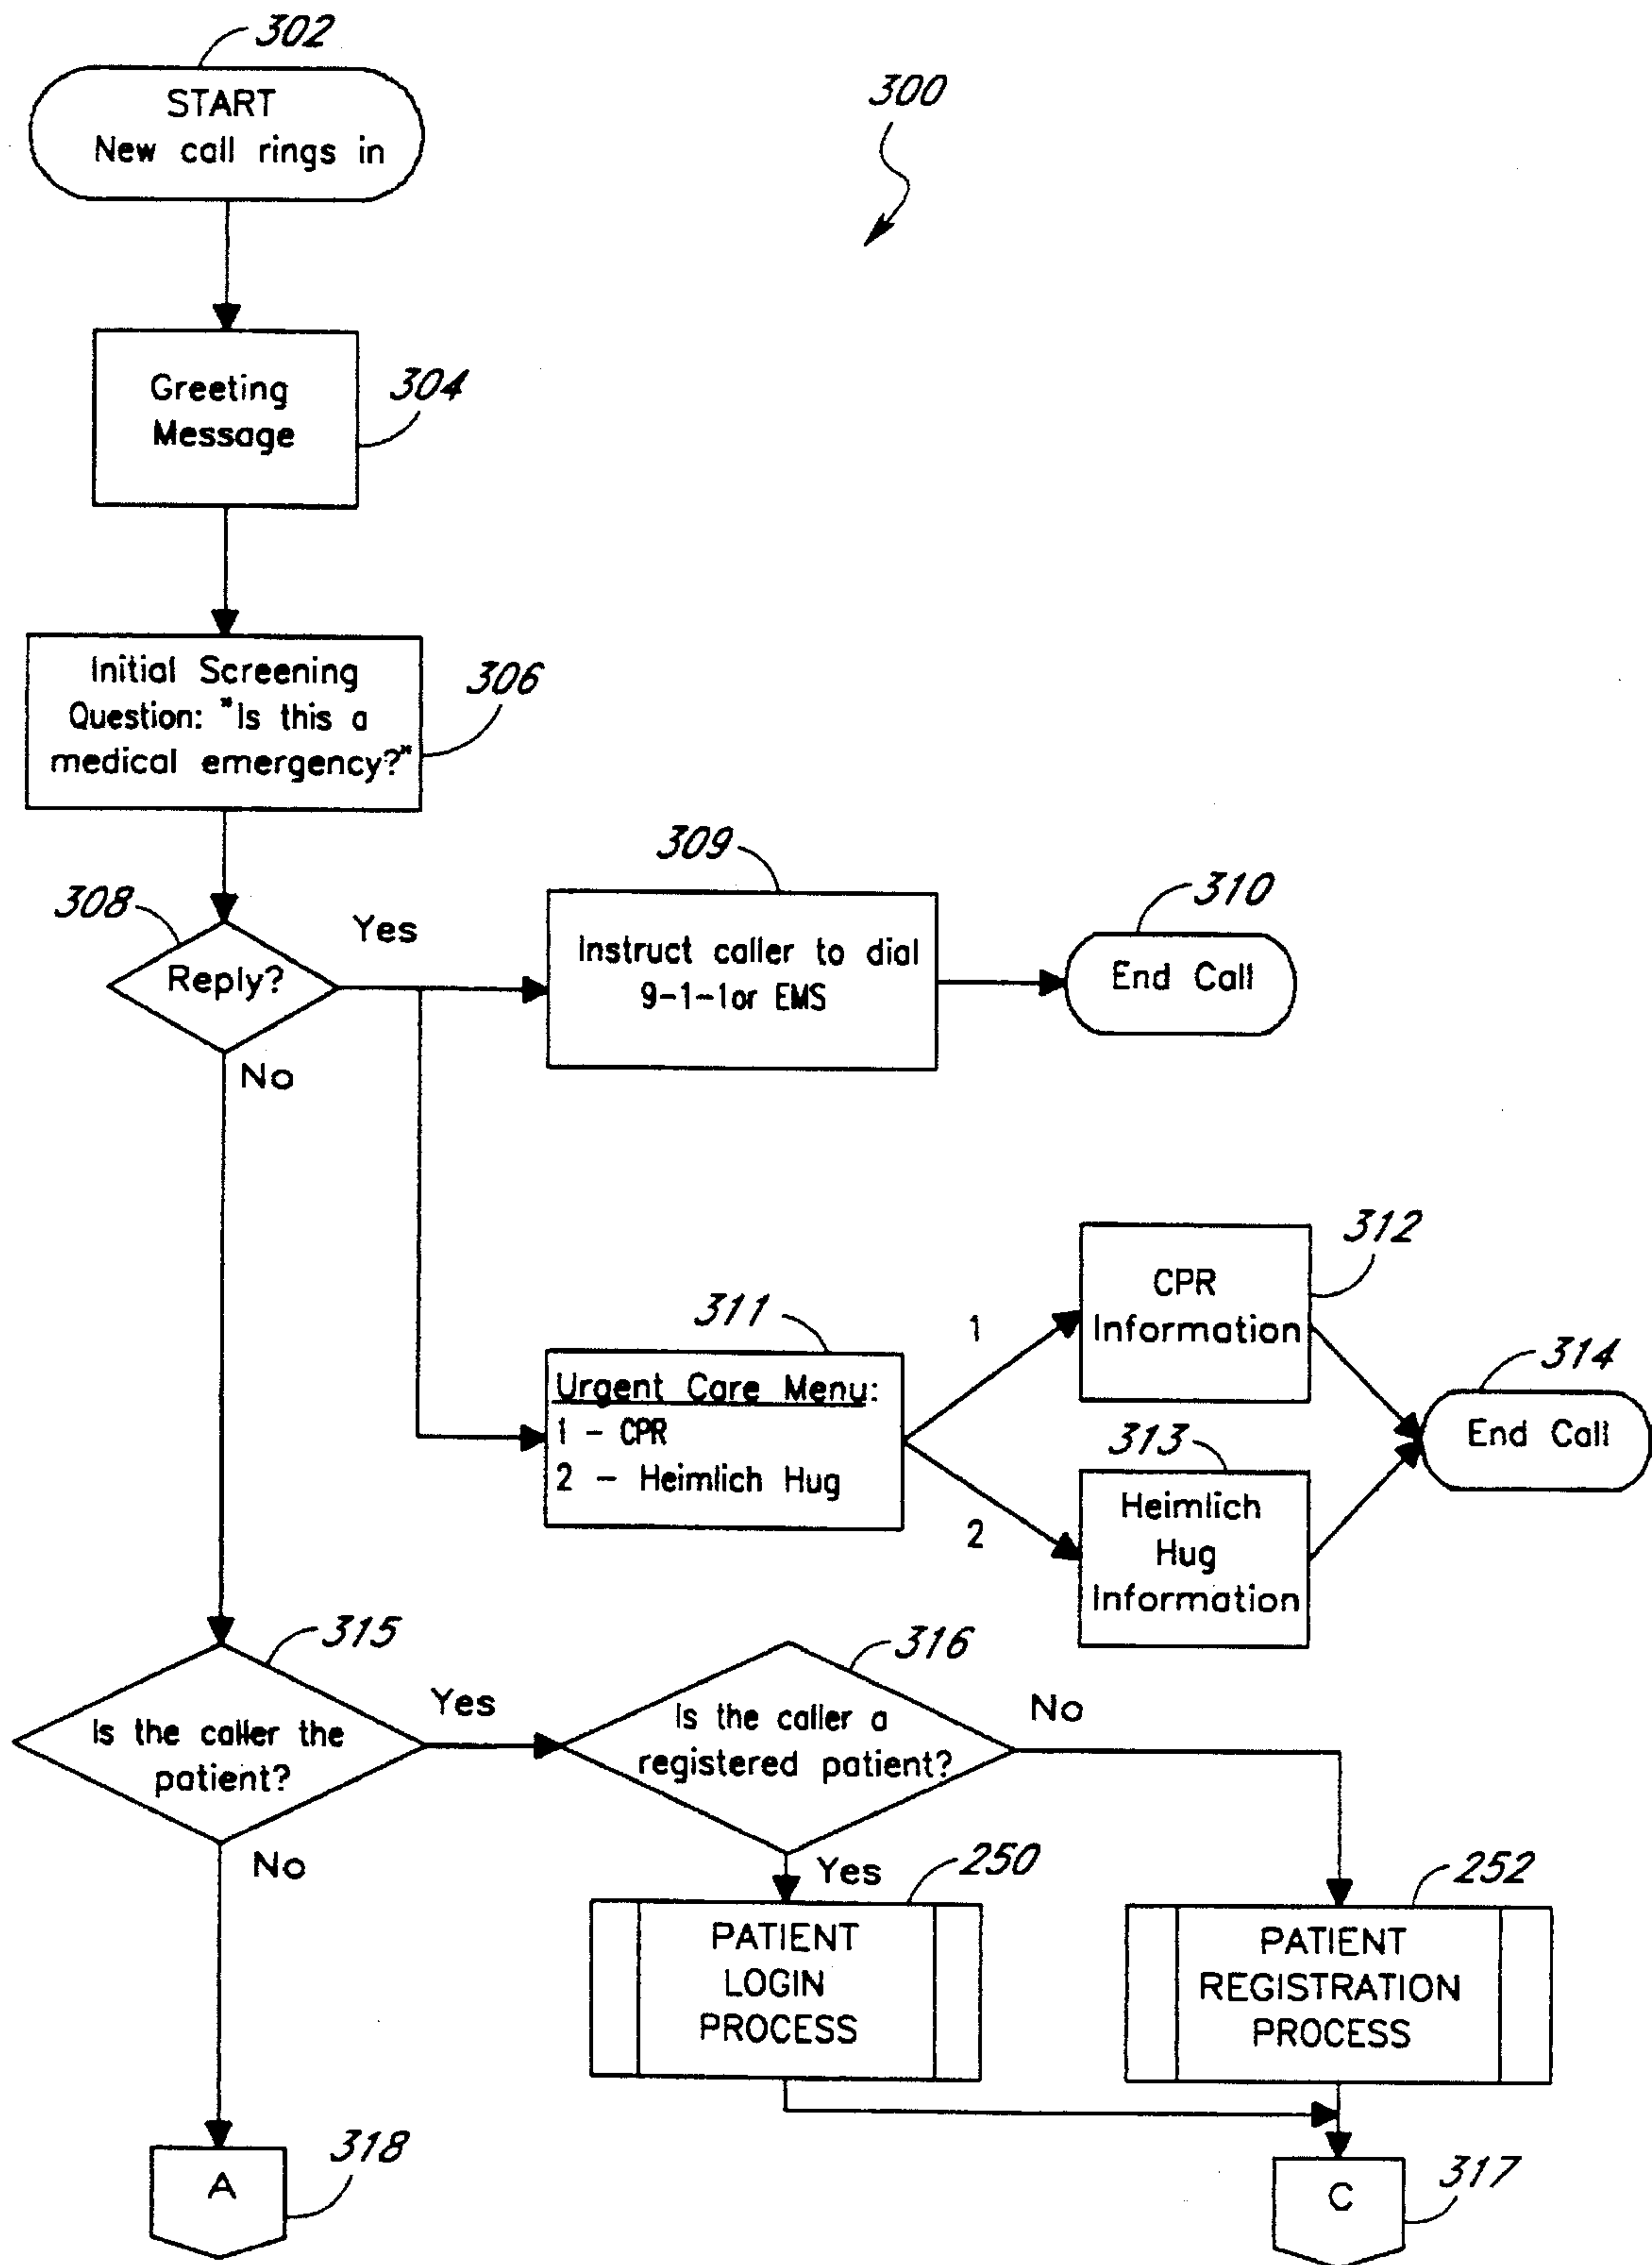 302
START
New call rings in
300
Greeting
Message
304
Initial Screening
Question: "Is this a
medical emergency?"
306
308
Reply?
Yes
No
309
Instruct caller to dial
9-1-1or EMS
310
End Call
311
Urgent Care Menu:
1 - CPR
2 - Heimlich Hug
1
2
312
CPR
Information
313
Heimlich
Hug
Information
314
End Call
315
Is the caller the
patient?
Yes
No
316
Is the caller a
registered patient?
No
Yes
250
PATIENT
LOGIN
PROCESS
252
PATIENT
REGISTRATION
PROCESS
A
318
C
317